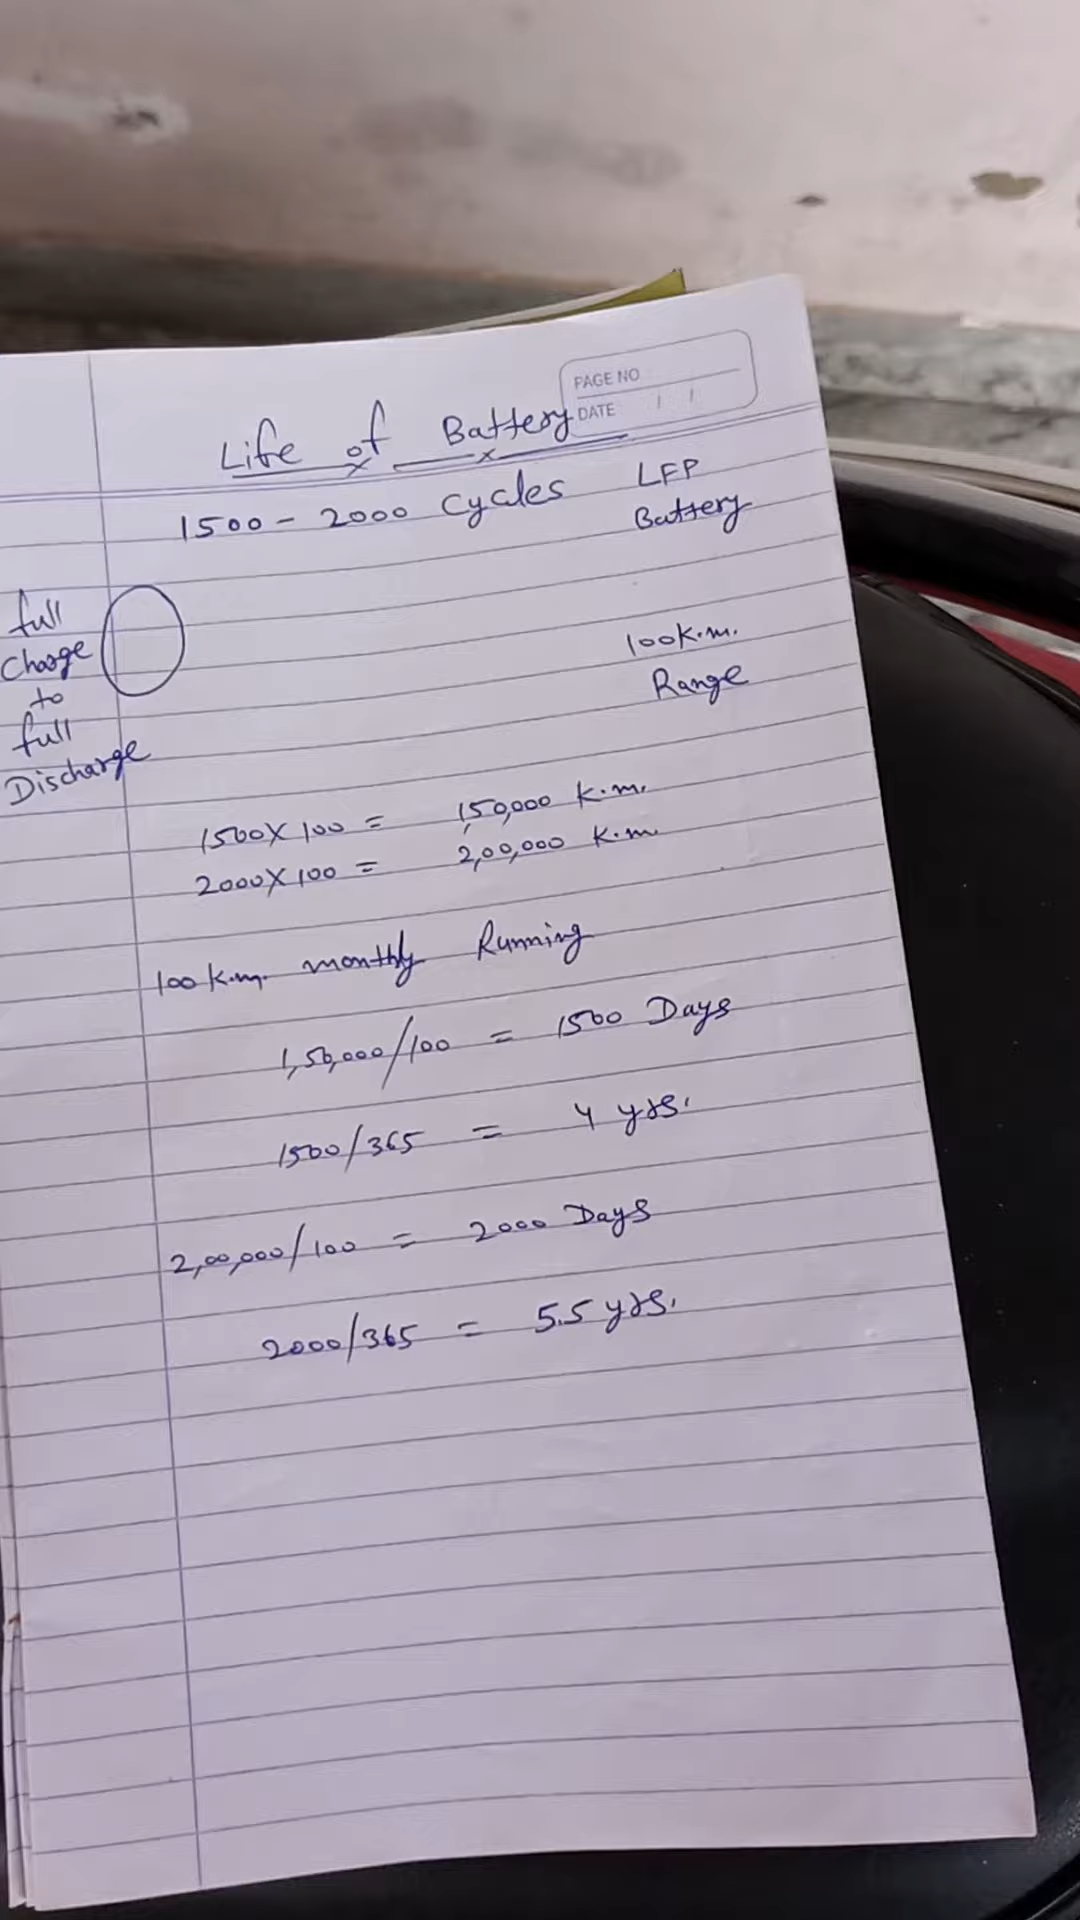 PAGE NO
DATE / /
Life of Battery
1500 - 2000 Cycles
LFP
Battery
full
Charge
to
full
Discharge
100 K.m.
Range
1500 X 100 = 1,50,000 K.m.
2000 X 100 = 2,00,000 K.m.
100 K.m. monthly Running
1,50,000/100 = 1500 Days
1500/365 = 4 yrs.
2,00,000/100 = 2000 Days
2000/365 = 5.5 yrs.